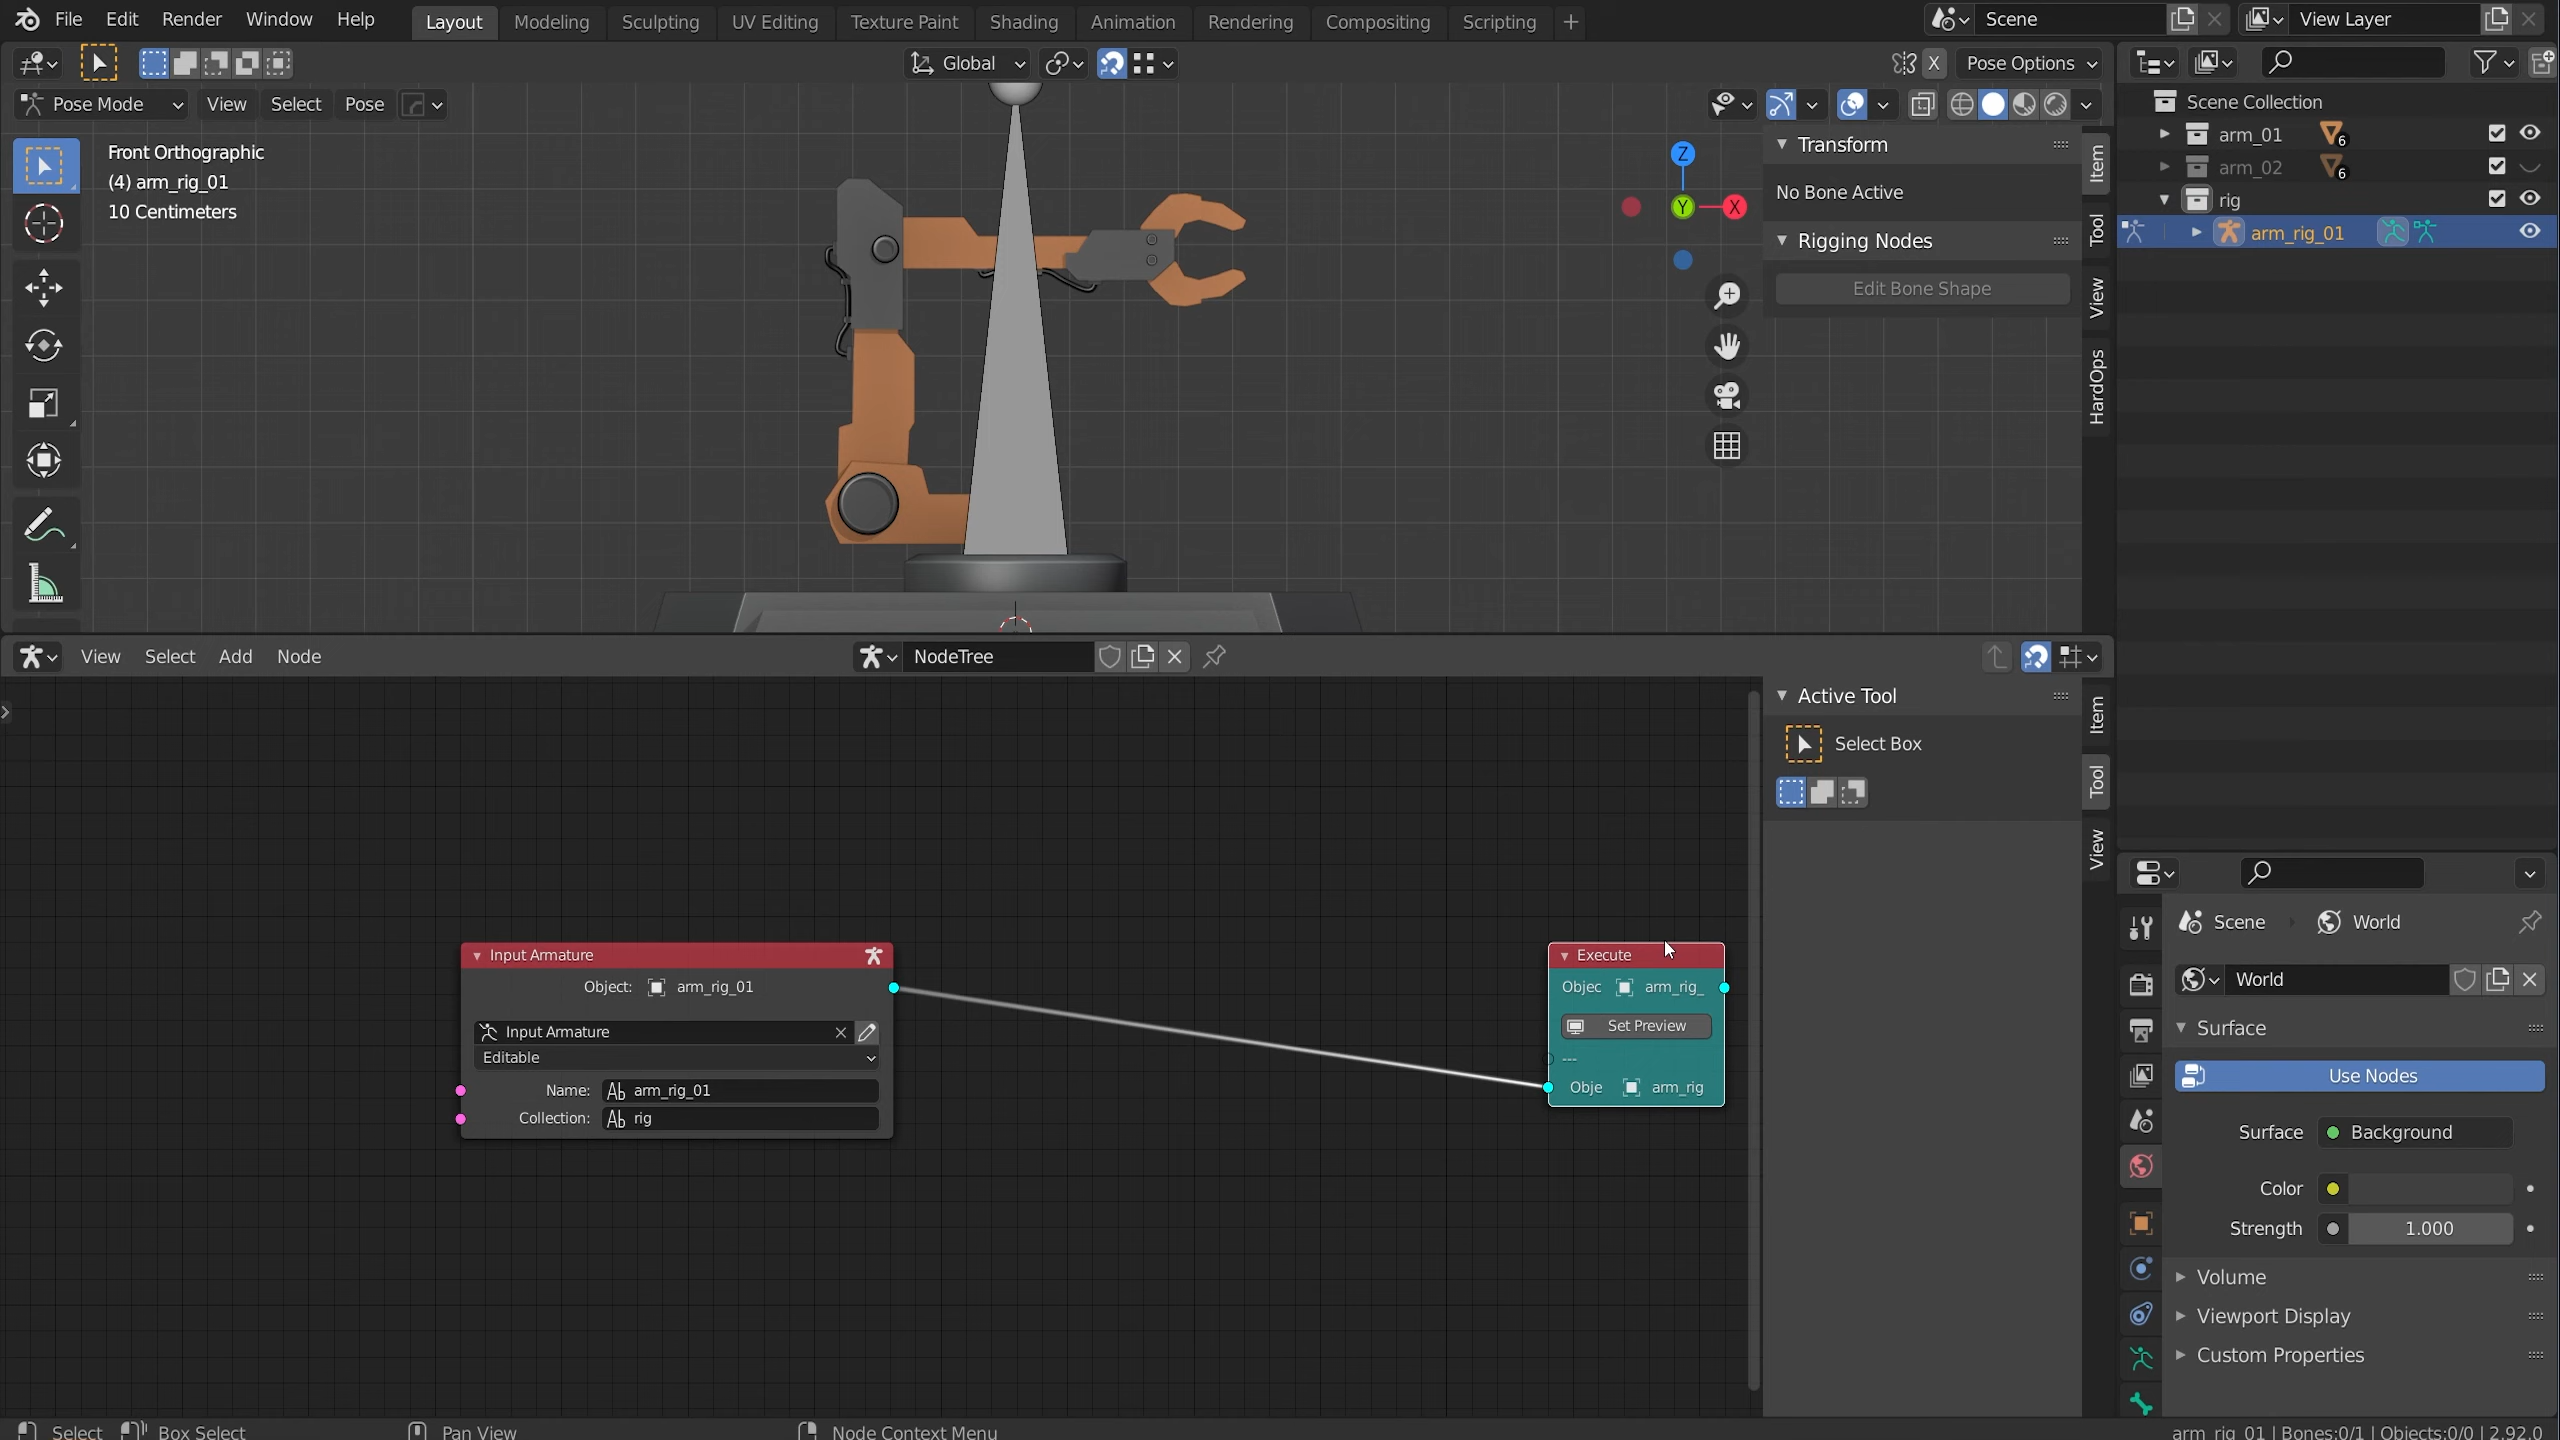 File Edit Render Window Help Layout Modeling Sculpting UV Editing Texture Paint Shading Animation Rendering Compositing Scripting + Scene View Layer
Global X Pose Options
Pose Mode View Select Pose
Front Orthographic
(4) arm_rig_01
10 Centimeters
Z
Y
X
Transform
No Bone Active
Rigging Nodes
Edit Bone Shape
Item
Tool
View
HardOps
Scene Collection
arm_01 6
arm_02 6
rig
arm_rig_01
View Select Add Node NodeTree
Active Tool
Select Box
Item
Tool
View
Input Armature
Object: arm_rig_01
Input Armature
Editable
Name: Ab arm_rig_01
Collection: Ab rig
Execute
Objec arm_rig_
Set Preview
---
Obje arm_rig
Scene World
World
Surface
Use Nodes
Surface Background
Color
Strength 1.000
Volume
Viewport Display
Custom Properties
Select Box Select Pan View Node Context Menu arm_rig_01 | Bones:0/1 | Objects:0/0 | 2.92.0